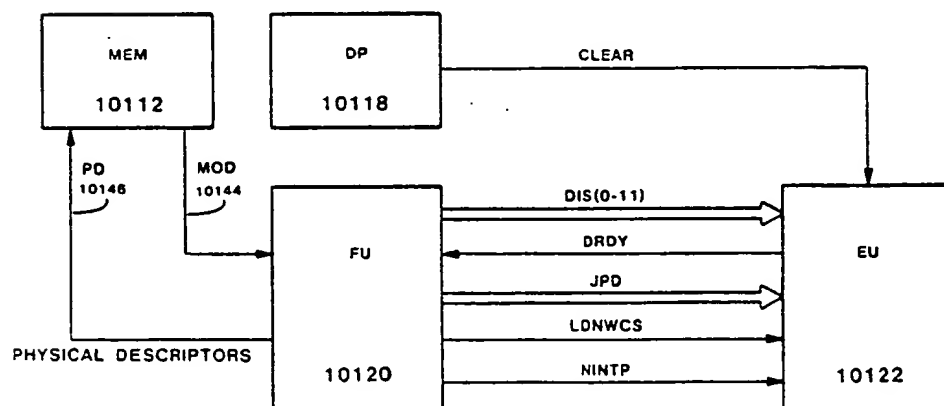 MEM
10112
DP
10118
CLEAR
PD
10146
MOD
10144
DIS(0-11)
FU
DRDY
EU
JPD
LDNWCS
PHYSICAL DESCRIPTORS
10120
NINTP
10122